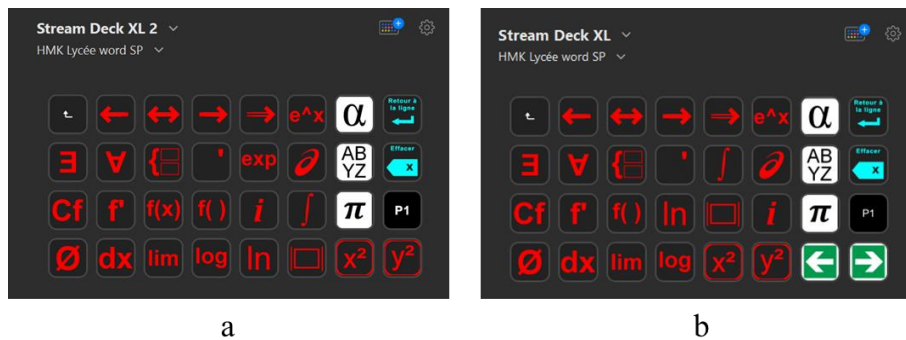 Stream Deck XL 2
HMK Lycée word SP
← ↔ → ⇒ e^x α Retour à la ligne
∃ ∀ { ' exp ∂ AB YZ Effacer x
Cf f' f(x) f( ) i ∫ π P1
Ø dx lim log ln x² y²
a
Stream Deck XL
HMK Lycée word SP
← ↔ → ⇒ e^x α Retour à la ligne
∃ ∀ { ' ∫ ∂ AB YZ Effacer x
Cf f' f( ) ln i π P1
Ø dx lim log x² y² ← →
b